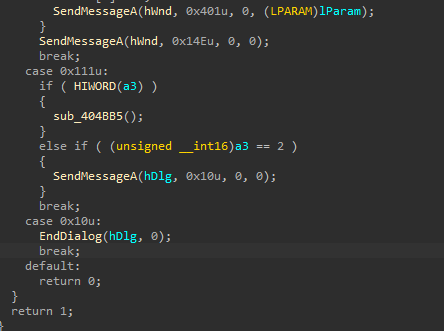 SendMessageA(hWnd, 0x401u, 0, (LPARAM)lParam);
}
SendMessageA(hWnd, 0x14Eu, 0, 0);
break;
case 0x111u:
if ( HIWORD(a3) )
{
sub_404BB5();
}
else if ( (unsigned __int16)a3 == 2 )
{
SendMessageA(hDlg, 0x10u, 0, 0);
}
break;
case 0x10u:
EndDialog(hDlg, 0);
break;
default:
return 0;
}
return 1;
}